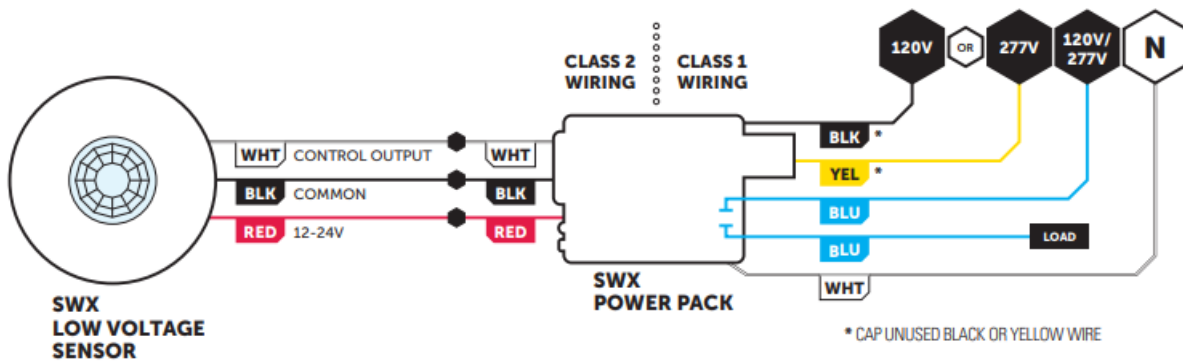 120V
OR
277V
120V/
277V
N
CLASS 2
WIRING
CLASS 1
WIRING
BLK *
WHT CONTROL OUTPUT
WHT
YEL *
BLK COMMON
BLK
BLU
RED 12-24V
RED
BLU
LOAD
WHT
SWX
POWER PACK
SWX
LOW VOLTAGE
SENSOR
* CAP UNUSED BLACK OR YELLOW WIRE